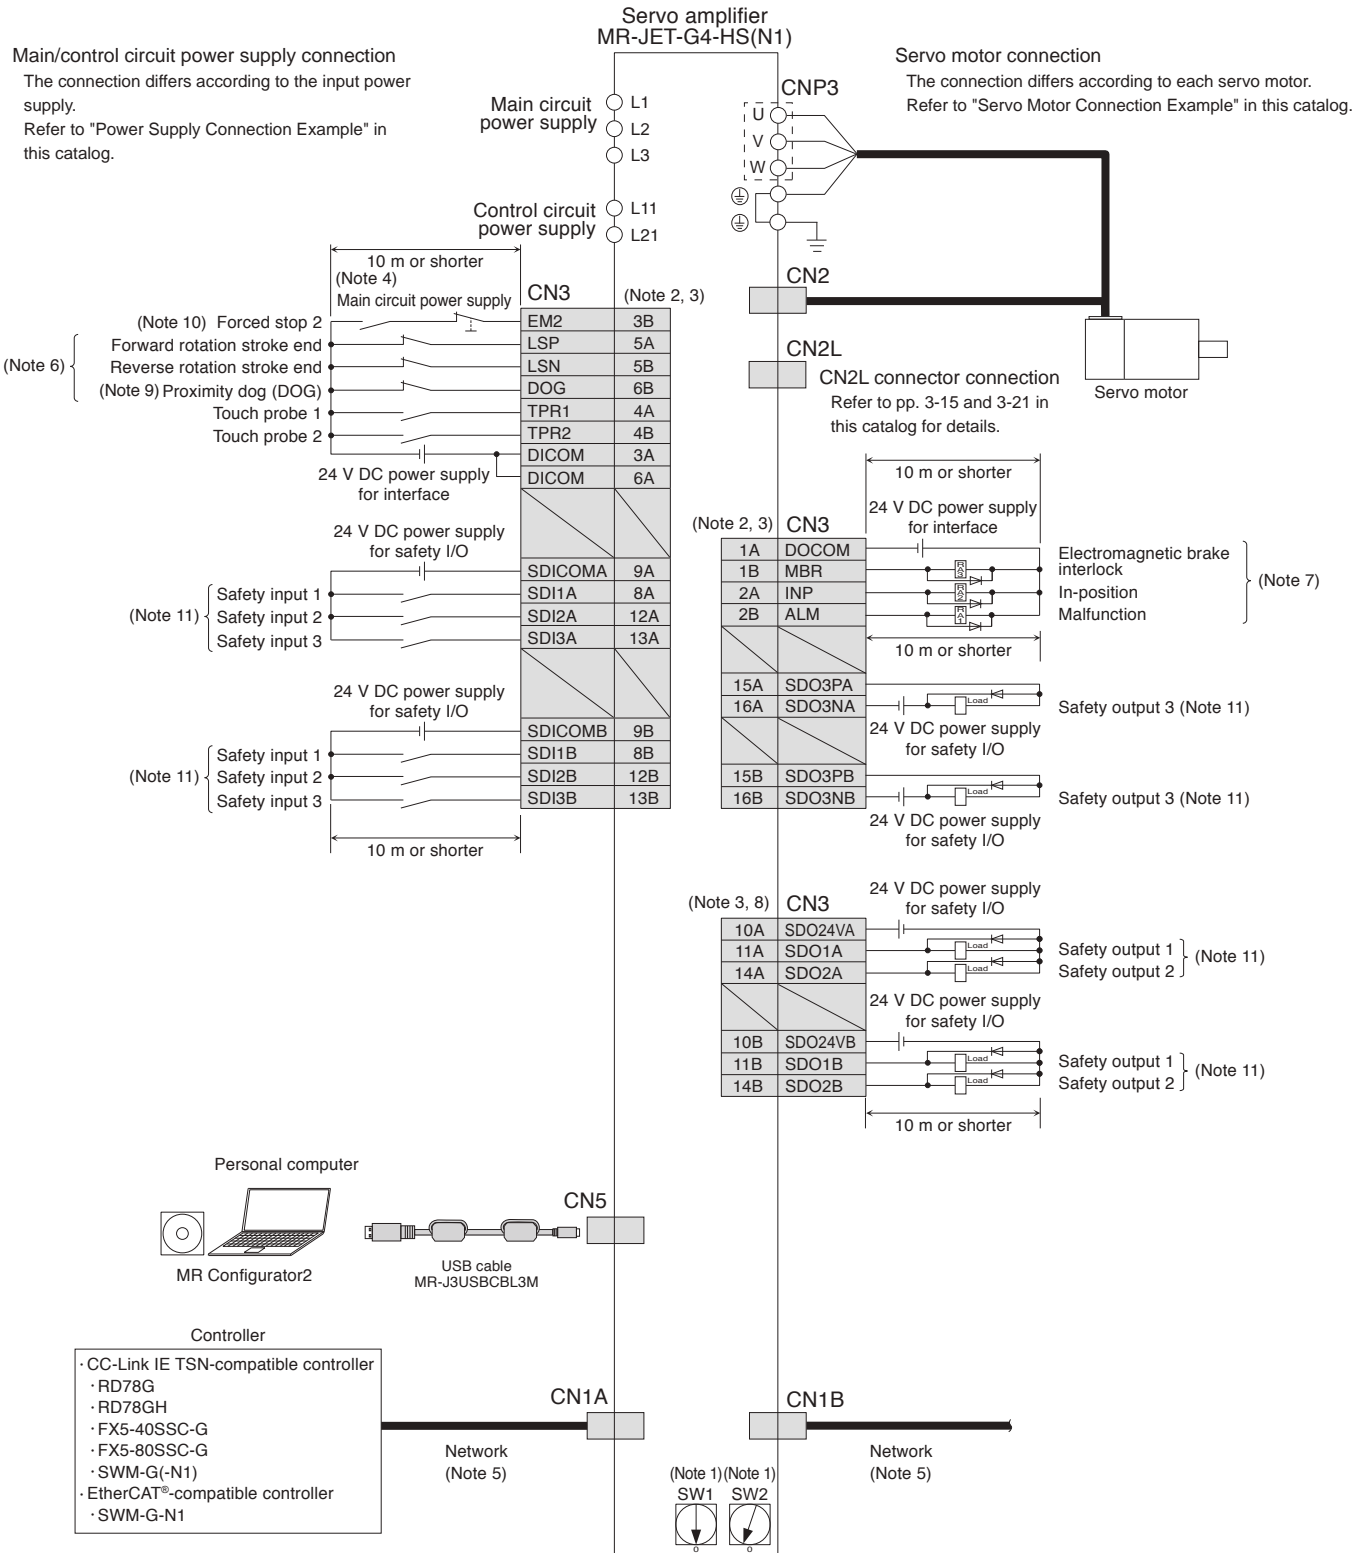 Servo amplifier
MR-JET-G4-HS(N1)
Main/control circuit power supply connection
The connection differs according to the input power
supply.
Refer to "Power Supply Connection Example" in
this catalog.
Servo motor connection
The connection differs according to each servo motor.
Refer to "Servo Motor Connection Example" in this catalog.
Main circuit
power supply
L1
L2
L3
Control circuit
power supply
L11
L21
CNP3
U
V
W
CN2
CN2L
CN2L connector connection
Refer to pp. 3-15 and 3-21 in
this catalog for details.
Servo motor
10 m or shorter
(Note 4)
Main circuit power supply
CN3
(Note 2, 3)
(Note 10) Forced stop 2
EM2 3B
(Note 6)
Forward rotation stroke end
LSP 5A
Reverse rotation stroke end
LSN 5B
(Note 9) Proximity dog (DOG)
DOG 6B
Touch probe 1
TPR1 4A
Touch probe 2
TPR2 4B
DICOM 3A
DICOM 6A
24 V DC power supply
for interface
24 V DC power supply
for safety I/O
SDICOMA 9A
(Note 11)
Safety input 1
SDI1A 8A
Safety input 2
SDI2A 12A
Safety input 3
SDI3A 13A
24 V DC power supply
for safety I/O
SDICOMB 9B
(Note 11)
Safety input 1
SDI1B 8B
Safety input 2
SDI2B 12B
Safety input 3
SDI3B 13B
10 m or shorter
10 m or shorter
24 V DC power supply
for interface
(Note 2, 3) CN3
1A DOCOM
1B MBR
RA3
Electromagnetic brake
interlock
2A INP
RA2
In-position
2B ALM
RA1
Malfunction
(Note 7)
10 m or shorter
15A SDO3PA
16A SDO3NA
Load
Safety output 3 (Note 11)
24 V DC power supply
for safety I/O
15B SDO3PB
16B SDO3NB
Load
Safety output 3 (Note 11)
24 V DC power supply
for safety I/O
24 V DC power supply
for safety I/O
(Note 3, 8) CN3
10A SDO24VA
11A SDO1A
Load
Safety output 1
14A SDO2A
Load
Safety output 2
(Note 11)
24 V DC power supply
for safety I/O
10B SDO24VB
11B SDO1B
Load
Safety output 1
14B SDO2B
Load
Safety output 2
(Note 11)
10 m or shorter
Personal computer
MR Configurator2
CN5
USB cable
MR-J3USBCBL3M
Controller
·CC-Link IE TSN-compatible controller
·RD78G
·RD78GH
·FX5-40SSC-G
·FX5-80SSC-G
·SWM-G(-N1)
·EtherCAT®-compatible controller
·SWM-G-N1
CN1A
Network
(Note 5)
CN1B
Network
(Note 5)
(Note 1) (Note 1)
SW1 SW2
0 0